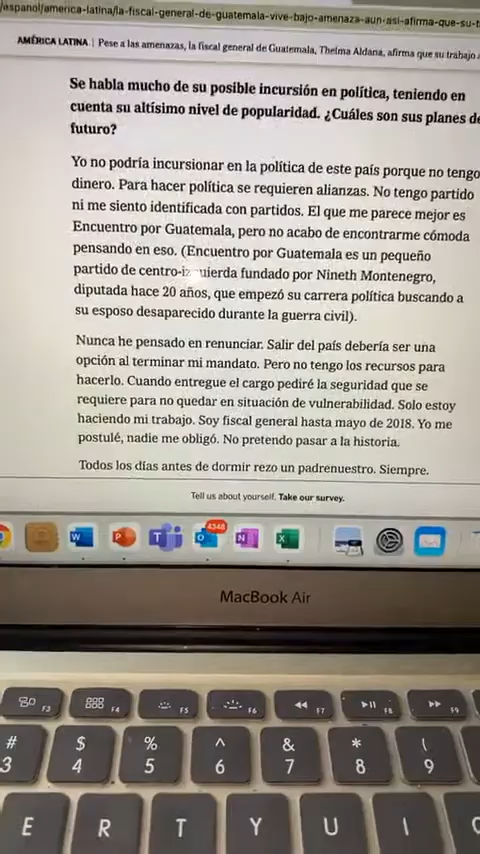 /espanol/america-latina/la-fiscal-general-de-guatemala-vive-bajo-amenaza-aun-asi-afirma-que-su-t
AMÉRICA LATINA | Pese a las amenazas, la fiscal general de Guatemala, Thelma Aldana, afirma que su trabajo
Se habla mucho de su posible incursión en política, teniendo en
cuenta su altísimo nivel de popularidad. ¿Cuáles son sus planes de
futuro?
Yo no podría incursionar en la política de este país porque no tengo
dinero. Para hacer política se requieren alianzas. No tengo partido
ni me siento identificada con partidos. El que me parece mejor es
Encuentro por Guatemala, pero no acabo de encontrarme cómoda
pensando en eso. (Encuentro por Guatemala es un pequeño
partido de centro-izquierda fundado por Nineth Montenegro,
diputada hace 20 años, que empezó su carrera política buscando a
su esposo desaparecido durante la guerra civil).
Nunca he pensado en renunciar. Salir del país debería ser una
opción al terminar mi mandato. Pero no tengo los recursos para
hacerlo. Cuando entregue el cargo pediré la seguridad que se
requiere para no quedar en situación de vulnerabilidad. Solo estoy
haciendo mi trabajo. Soy fiscal general hasta mayo de 2018. Yo me
postulé, nadie me obligó. No pretendo pasar a la historia.
Todos los días antes de dormir rezo un padrenuestro. Siempre.
Tell us about yourself. Take our survey.
W P T O 4346 N X
MacBook Air
F3 F4 F5 F6 F7 F8 F9
# $ % ^ & * (
3 4 5 6 7 8 9
E R T Y U I